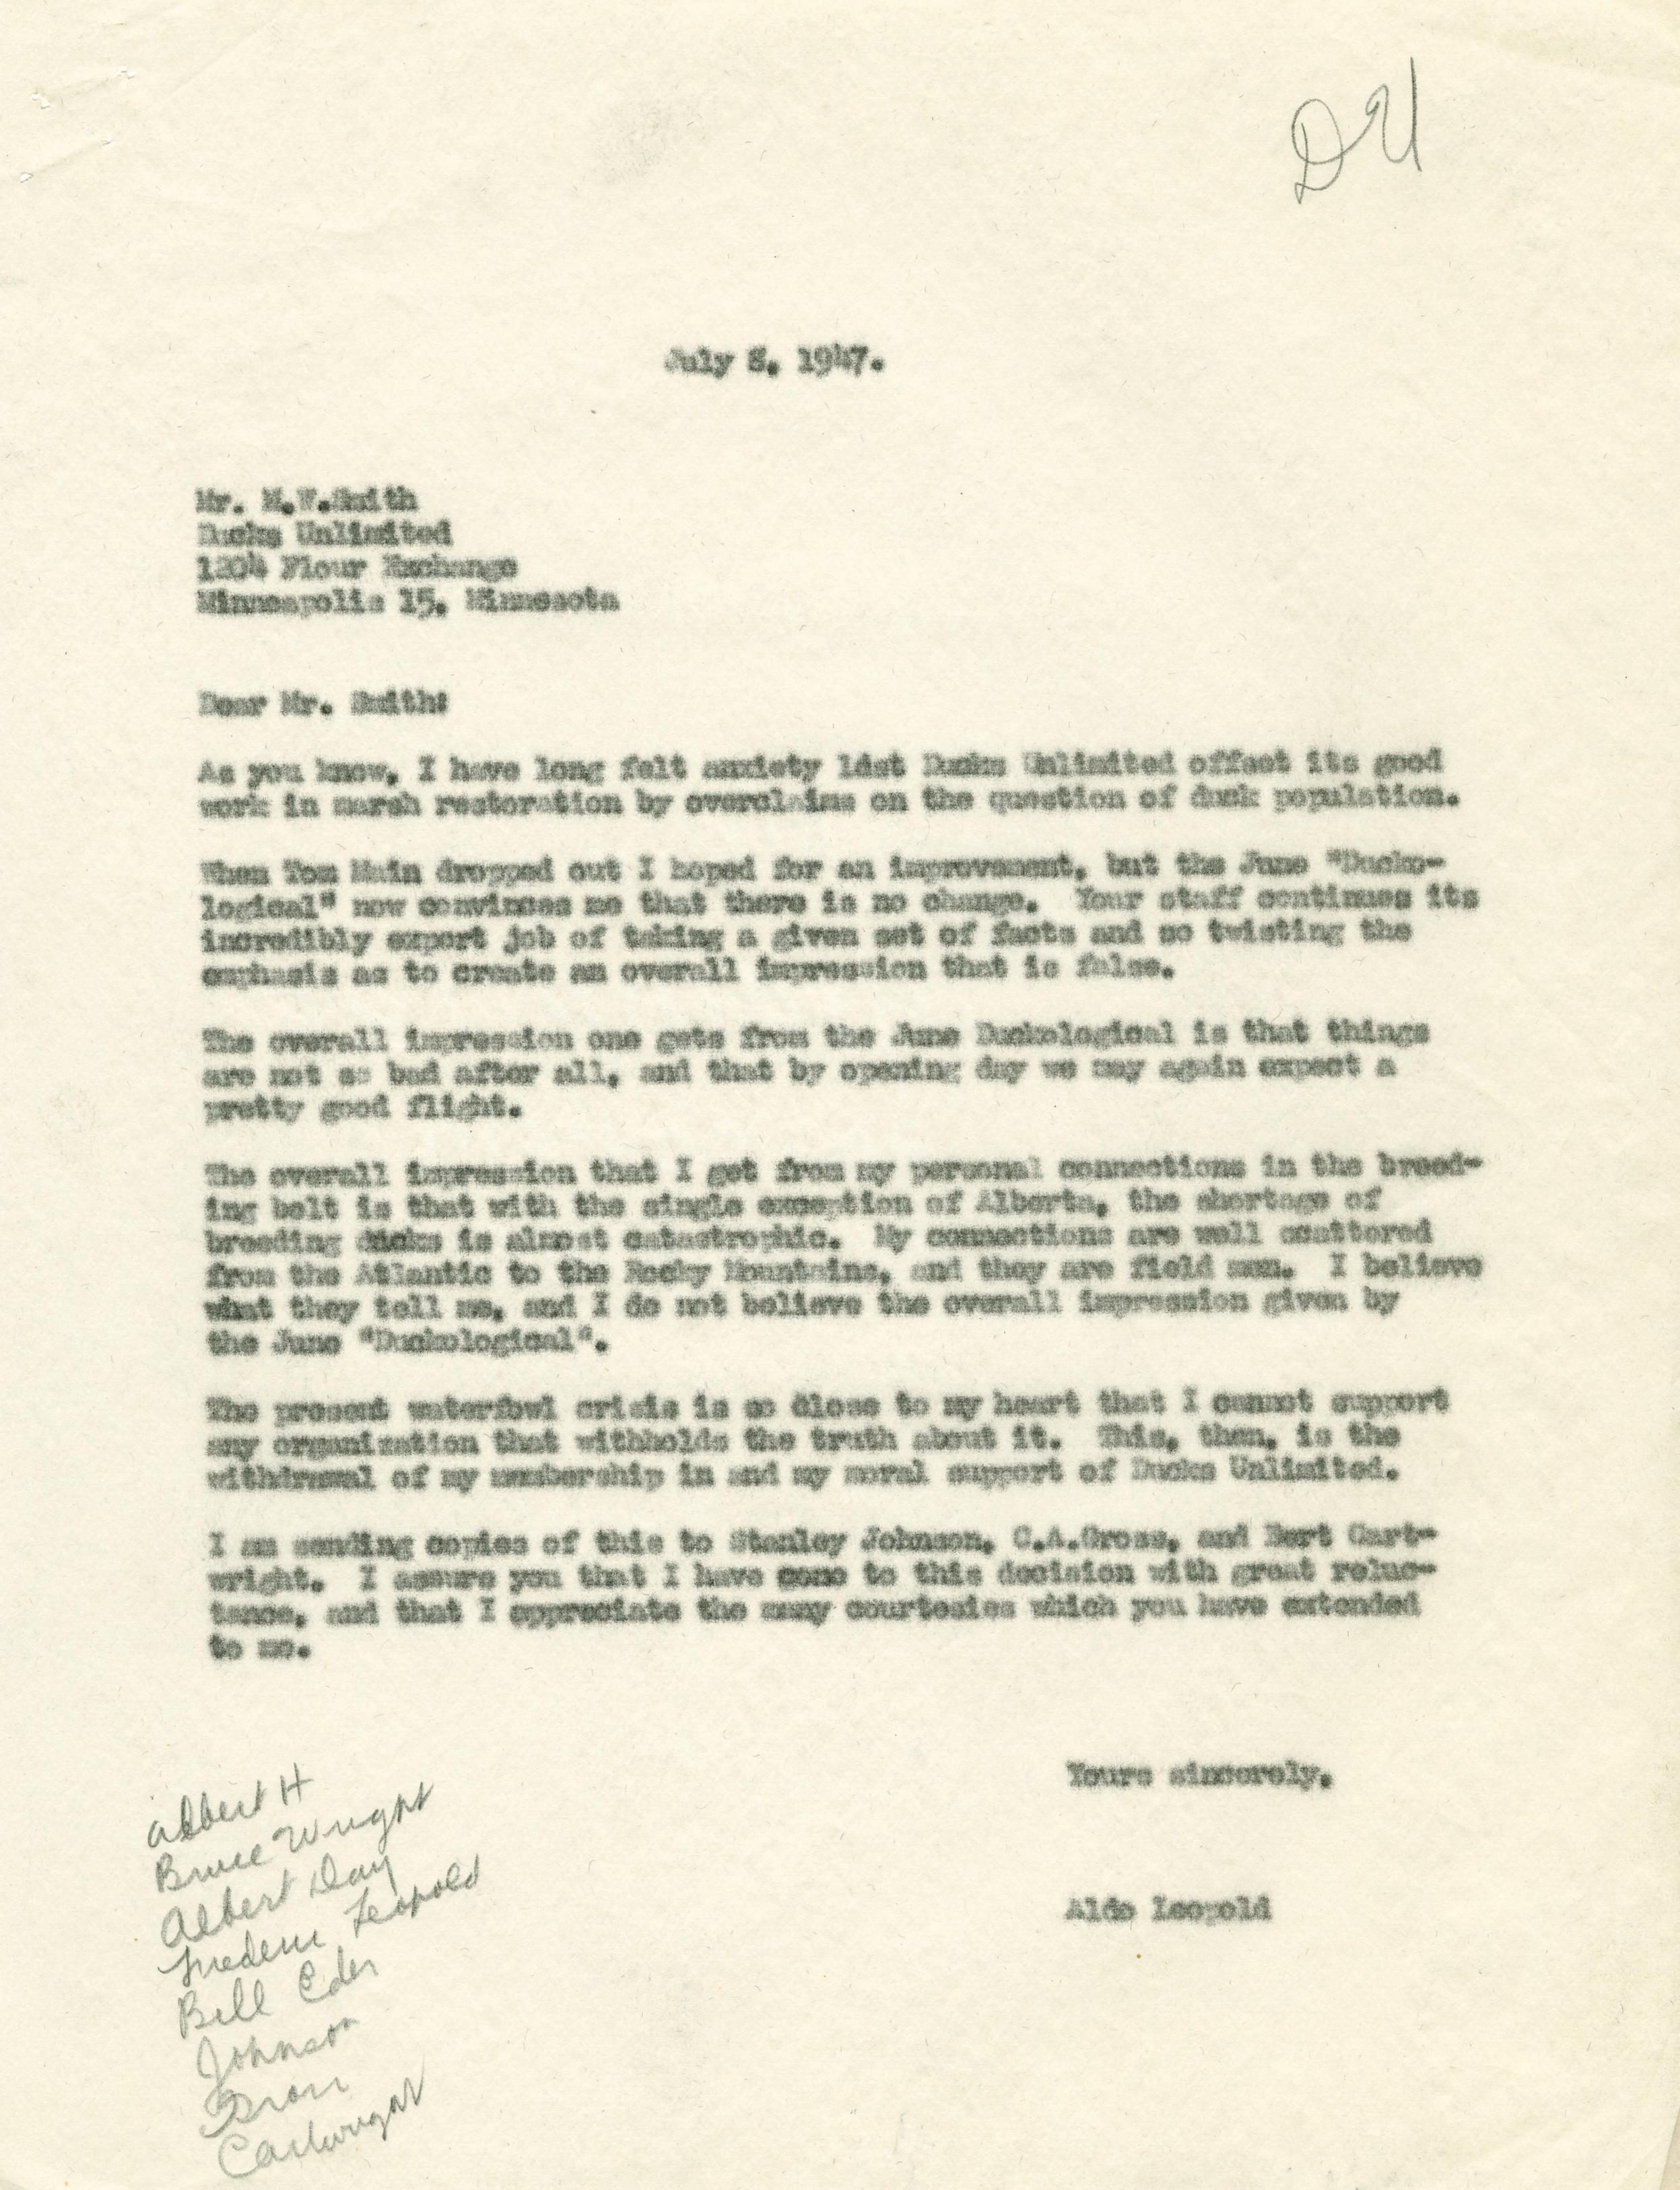 DU
July 8, 1947.
Mr. M.W.Smith
Ducks Unlimited
1204 Flour Exchange
Minneapolis 15, Minnesota
Dear Mr. Smith:
As you know, I have long felt anxiety lest Ducks Unlimited offset its good
work in marsh restoration by overclaims on the question of duck population.
When Tom Main dropped out I hoped for an improvement, but the June "Ducko-
logical" now convinces me that there is no change. Your staff continues its
incredibly expert job of taking a given set of facts and so twisting the
emphasis as to create an overall impression that is false.
The overall impression one gets from the June Duckological is that things
are not so bad after all, and that by opening day we may again expect a
pretty good flight.
The overall impression that I get from my personal connections in the breed-
ing belt is that with the single exception of Alberta, the shortage of
breeding ducks is almost catastrophic. My connections are well scattered
from the Atlantic to the Rocky Mountains, and they are field men. I believe
what they tell me, and I do not believe the overall impression given by
the June "Duckological".
The present waterfowl crisis is so close to my heart that I cannot support
any organization that withholds the truth about it. This, then, is the
withdrawal of my membership in and my moral support of Ducks Unlimited.
I am sending copies of this to Stanley Johnson, C.A.Gross, and Bert Cart-
wright. I assure you that I have come to this decision with great reluc-
tance, and that I appreciate the many courtesies which you have extended
to me.
Yours sincerely,
Aldo Leopold
Albert H
Bruce Wright
Albert Day
Frederic Leopold
Bill Eder
Johnson
Gross
Cartwright